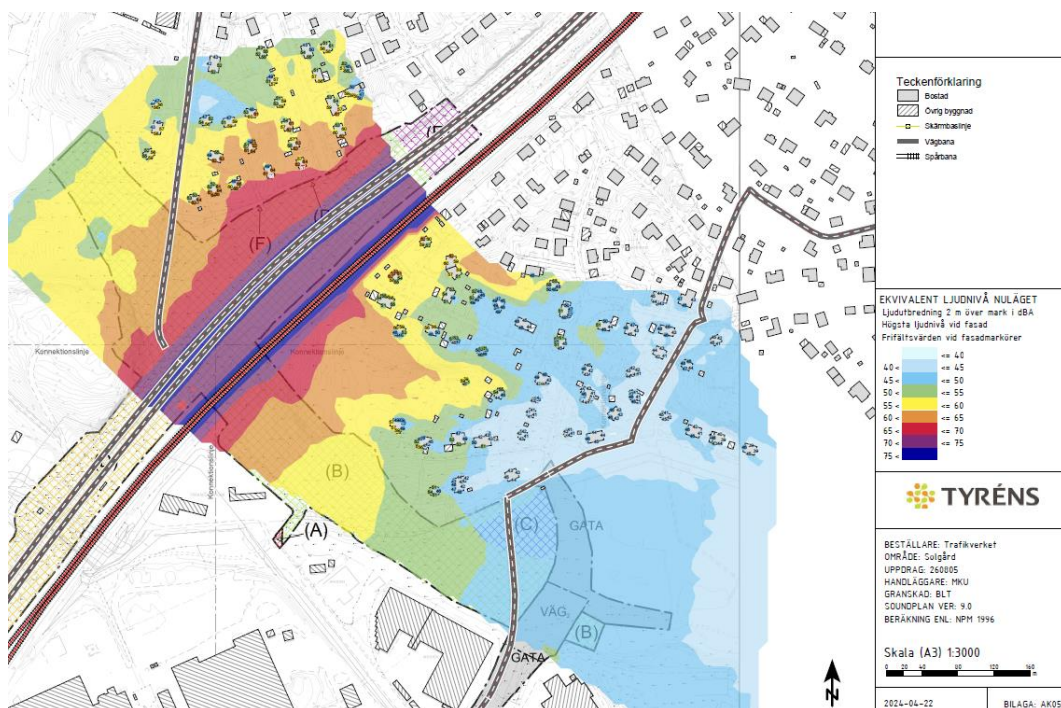 (F)
Konnektionslinje
Konnektionslinje
Konnektionslinje
Konnektionslinje
(B)
(A)
(C)
GATA
VÄG
(B)
GATA
N
Teckenförklaring
Bostad
Övrig byggnad
Skärmbaslinje
Vägbana
Spårbana
EKVIVALENT LJUDNIVÅ NULÄGET
Ljudutbredning 2 m över mark i dBA
Högsta ljudnivå vid fasad
Frifältsvärden vid fasadmarkörer
<= 40
40 < <= 45
45 < <= 50
50 < <= 55
55 < <= 60
60 < <= 65
65 < <= 70
70 < <= 75
75 <
TYRÉNS
BESTÄLLARE: Trafikverket
OMRÅDE: Solgård
UPPDRAG: 260805
HANDLÄGGARE: MKU
GRANSKAD: BLT
SOUNDPLAN VER: 9.0
BERÄKNING ENL: NPM 1996
Skala (A3) 1:3000
0 20 40 80 120 160
m
2024-04-22 BILAGA: AK05